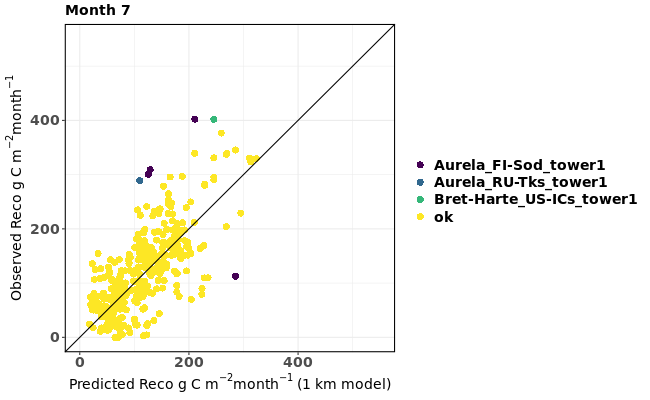 Month 7
Observed Reco g C m⁻²month⁻¹
400
200
0
0 200 400
Predicted Reco g C m⁻²month⁻¹ (1 km model)
Aurela_FI-Sod_tower1
Aurela_RU-Tks_tower1
Bret-Harte_US-ICs_tower1
ok